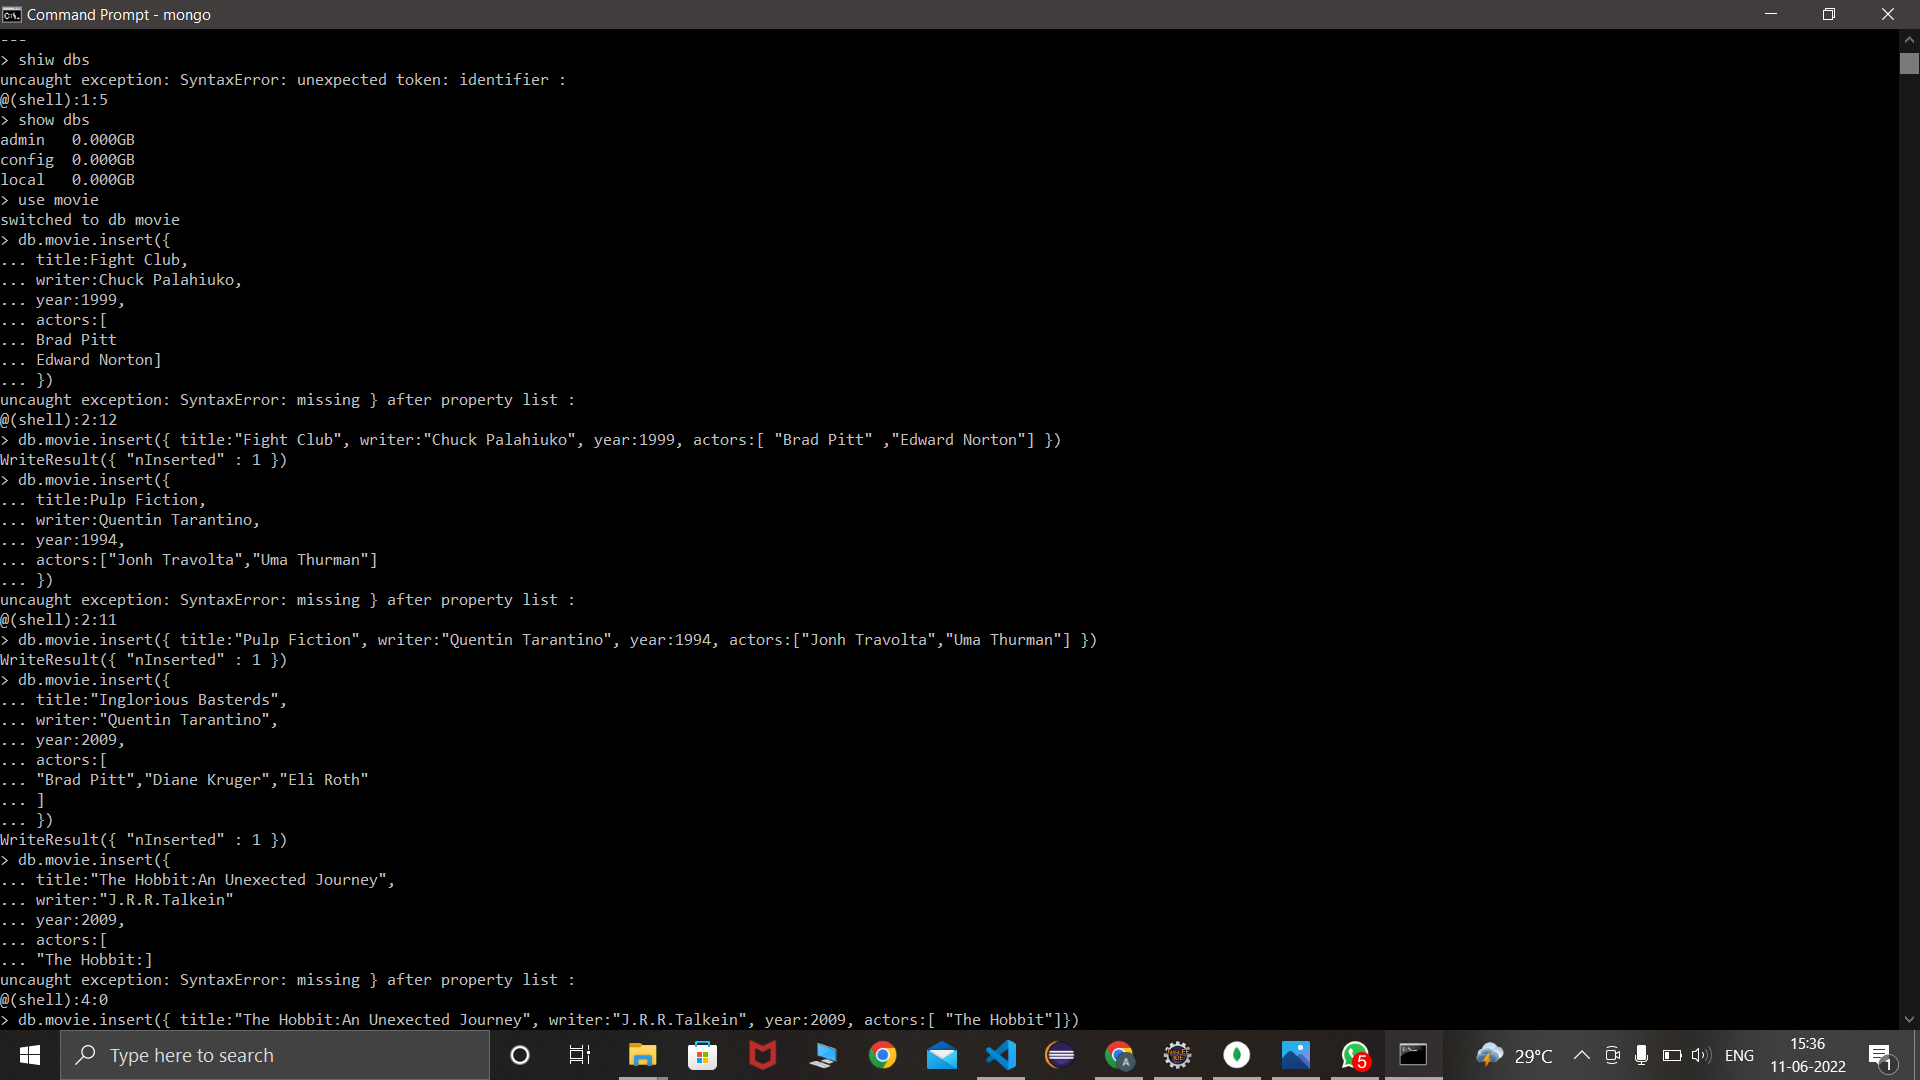 Command Prompt - mongo
---
> shiw dbs
uncaught exception: SyntaxError: unexpected token: identifier :
@(shell):1:5
> show dbs
admin   0.000GB
config  0.000GB
local   0.000GB
> use movie
switched to db movie
> db.movie.insert({
... title:Fight Club,
... writer:Chuck Palahiuko,
... year:1999,
... actors:[
... Brad Pitt
... Edward Norton]
... })
uncaught exception: SyntaxError: missing } after property list :
@(shell):2:12
> db.movie.insert({ title:"Fight Club", writer:"Chuck Palahiuko", year:1999, actors:[ "Brad Pitt" ,"Edward Norton"] })
WriteResult({ "nInserted" : 1 })
> db.movie.insert({
... title:Pulp Fiction,
... writer:Quentin Tarantino,
... year:1994,
... actors:["Jonh Travolta","Uma Thurman"]
... })
uncaught exception: SyntaxError: missing } after property list :
@(shell):2:11
> db.movie.insert({ title:"Pulp Fiction", writer:"Quentin Tarantino", year:1994, actors:["Jonh Travolta","Uma Thurman"] })
WriteResult({ "nInserted" : 1 })
> db.movie.insert({
... title:"Inglorious Basterds",
... writer:"Quentin Tarantino",
... year:2009,
... actors:[
... "Brad Pitt","Diane Kruger","Eli Roth"
... ]
... })
WriteResult({ "nInserted" : 1 })
> db.movie.insert({
... title:"The Hobbit:An Unexected Journey",
... writer:"J.R.R.Talkein"
... year:2009,
... actors:[
... "The Hobbit:]
uncaught exception: SyntaxError: missing } after property list :
@(shell):4:0
> db.movie.insert({ title:"The Hobbit:An Unexected Journey", writer:"J.R.R.Talkein", year:2009, actors:[ "The Hobbit"]})
Type here to search
5
29°C
ENG
15:36
11-06-2022
1